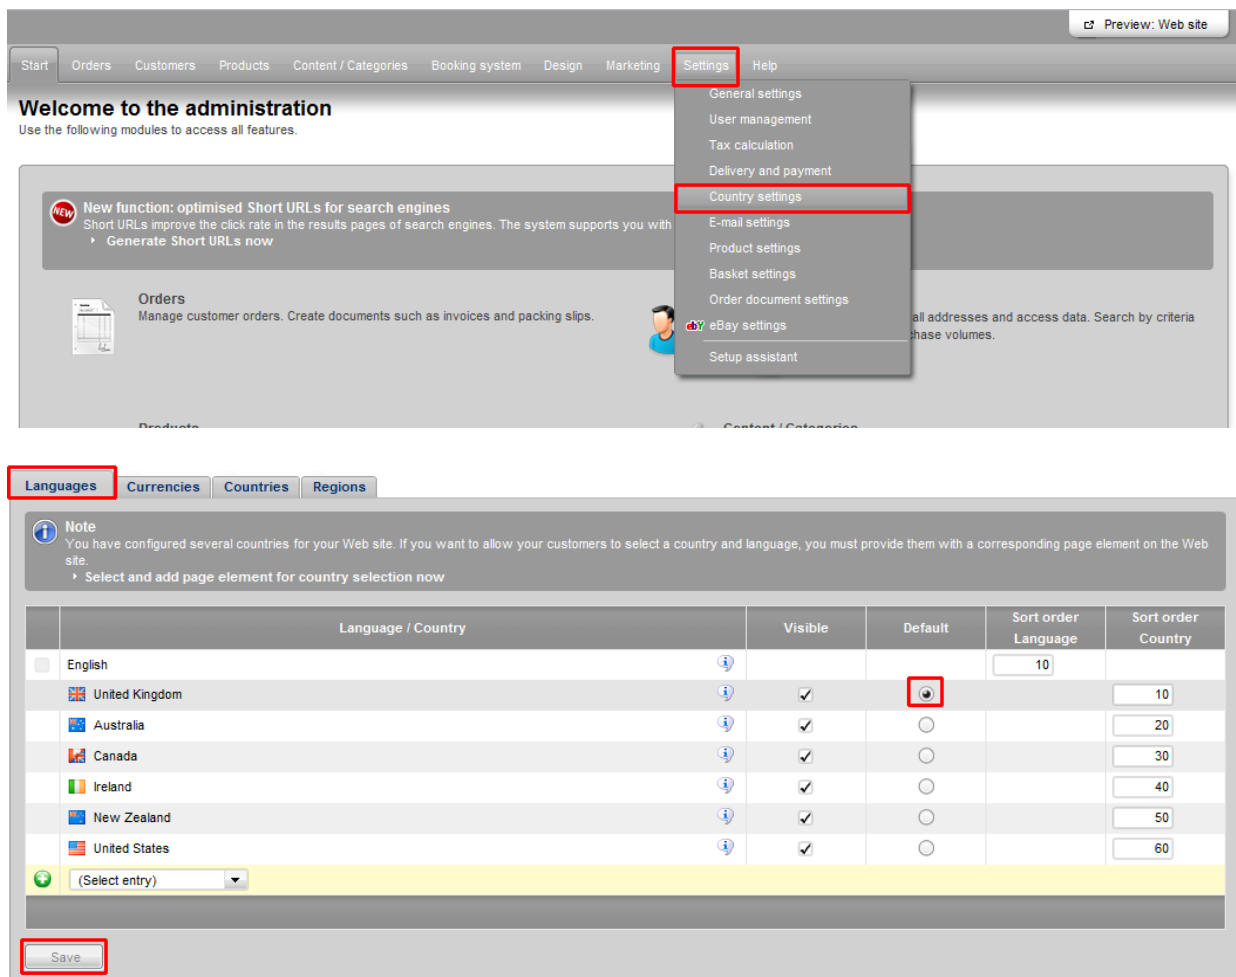 Preview: Web site
Start Orders Customers Products Content / Categories Booking system Design Marketing Settings Help
General settings
User management
Tax calculation
Delivery and payment
Country settings
E-mail settings
Product settings
Basket settings
Order document settings
ebY eBay settings
Setup assistant
Welcome to the administration
Use the following modules to access all features.
NEW
New function: optimised Short URLs for search engines
Short URLs improve the click rate in the results pages of search engines. The system supports you with
Generate Short URLs now
Orders
Manage customer orders. Create documents such as invoices and packing slips.
all addresses and access data. Search by criteria
chase volumes.
Products
Content / Categories
Languages Currencies Countries Regions
Note
You have configured several countries for your Web site. If you want to allow your customers to select a country and language, you must provide them with a corresponding page element on the Web
site.
Select and add page element for country selection now
Language / Country Visible Default Sort order Language Sort order Country
English 10
United Kingdom 10
Australia 20
Canada 30
Ireland 40
New Zealand 50
United States 60
(Select entry)
Save